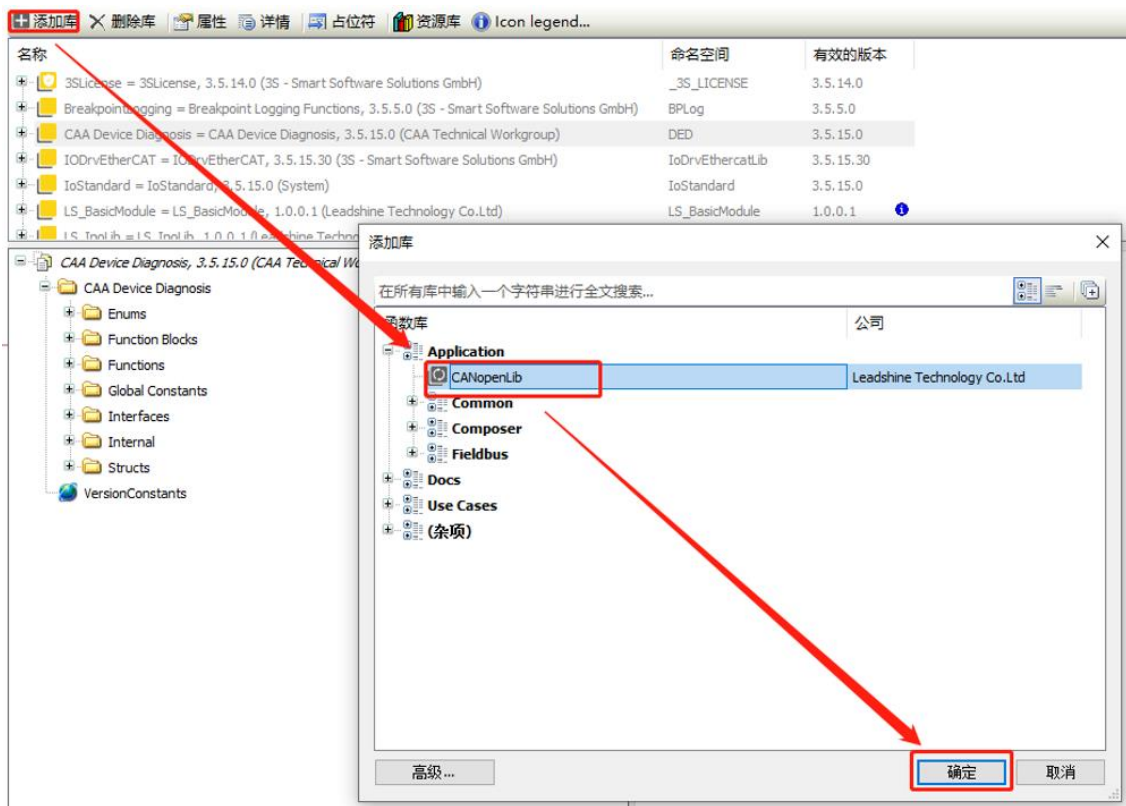 添加库 删除库 属性 详情 占位符 资源库 Icon legend...
名称 命名空间 有效的版本
3SLicense = 3SLicense, 3.5.14.0 (3S - Smart Software Solutions GmbH) _3S_LICENSE 3.5.14.0
BreakpointLogging = Breakpoint Logging Functions, 3.5.5.0 (3S - Smart Software Solutions GmbH) BPLog 3.5.5.0
CAA Device Diagnosis = CAA Device Diagnosis, 3.5.15.0 (CAA Technical Workgroup) DED 3.5.15.0
IODrvEtherCAT = IODrvEtherCAT, 3.5.15.30 (3S - Smart Software Solutions GmbH) IoDrvEthercatLib 3.5.15.30
IoStandard = IoStandard, 3.5.15.0 (System) IoStandard 3.5.15.0
LS_BasicModule = LS_BasicModule, 1.0.0.1 (Leadshine Technology Co.Ltd) LS_BasicModule 1.0.0.1
CAA Device Diagnosis, 3.5.15.0 (CAA Technical
CAA Device Diagnosis
Enums
Function Blocks
Functions
Global Constants
Interfaces
Internal
Structs
VersionConstants
添加库
在所有库中输入一个字符串进行全文搜索...
函数库 公司
Application
CANopenLib Leadshine Technology Co.Ltd
Common
Composer
Fieldbus
Docs
Use Cases
(杂项)
高级... 确定 取消